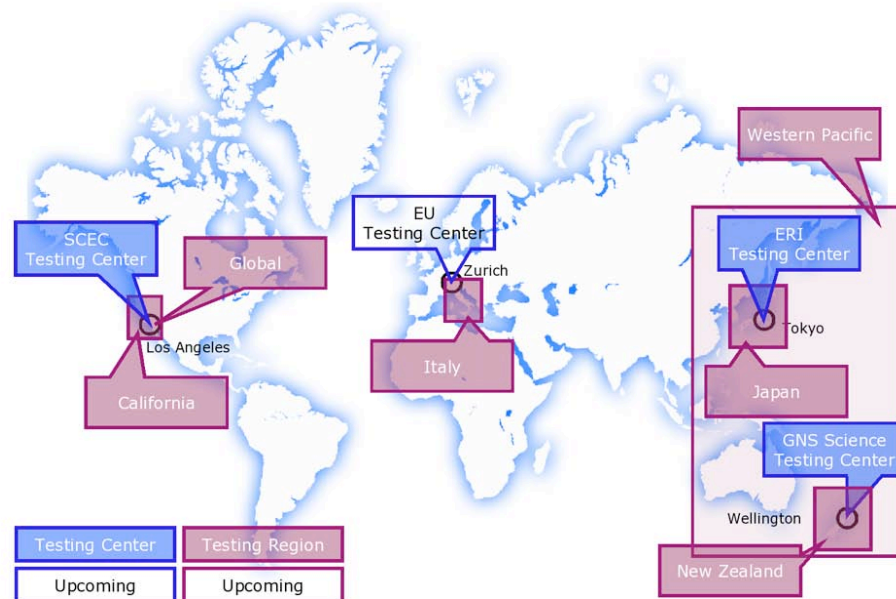 Western Pacific
SCEC
Testing Center
Global
EU
Testing Center
Zurich
ERI
Testing Center
Los Angeles
Tokyo
California
Italy
Japan
GNS Science
Testing Center
Wellington
New Zealand
Testing Center
Testing Region
Upcoming
Upcoming